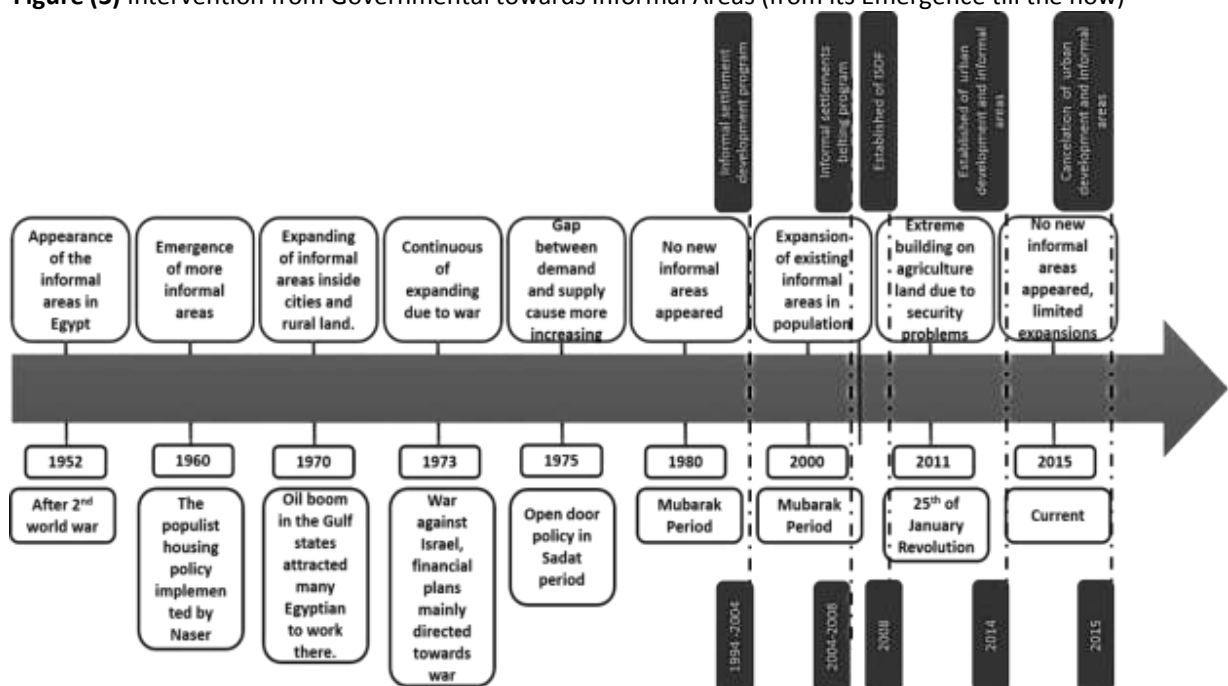 Figure (3) Intervention from Governmental towards Informal Areas (from its Emergence till the now)
Informal settlement
development program
Informal settlements
belting program
Established of ISDF
Established of urban
development and informal
areas
Cancelation of urban
development and informal
areas
Appearance
of the
informal
areas in
Egypt
Emergence
of more
informal
areas
Expanding
of informal
areas inside
cities and
rural land.
Continuous
of
expanding
due to war
Gap
between
demand
and supply
cause more
increasing
No new
informal
areas
appeared
Expansion
of existing
informal
areas in
population
Extreme
building on
agriculture
land due to
security
problems
No new
informal
areas
appeared,
limited
expansions
1952
1960
1970
1973
1975
1980
2000
2011
2015
After 2nd
world war
The
populist
housing
policy
implemen
ted by
Naser
Oil boom
in the Gulf
states
attracted
many
Egyptian
to work
there.
War
against
Israel,
financial
plans
mainly
directed
towards
war
Open door
policy in
Sadat
period
Mubarak
Period
Mubarak
Period
25th of
January
Revolution
Current
1994-2004
2004-2008
2008
2014
2015